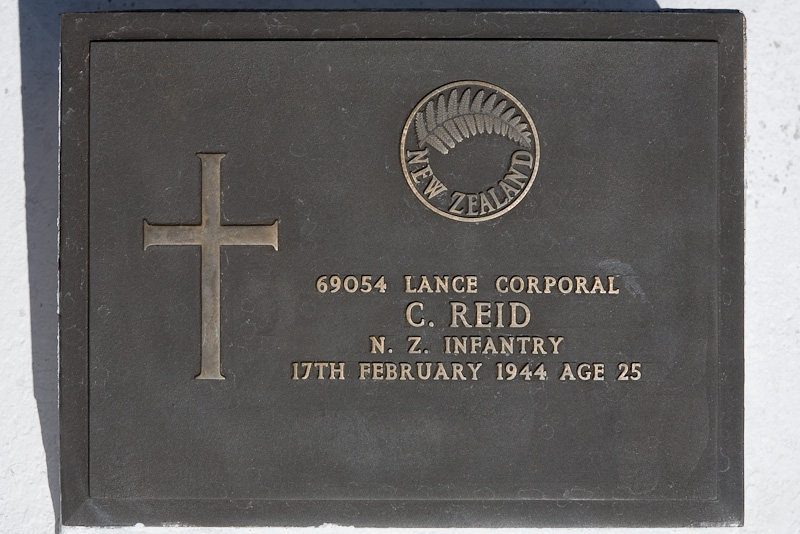 NEW ZEALAND
69054 LANCE CORPORAL
C. REID
N. Z. INFANTRY
17TH FEBRUARY 1944 AGE 25